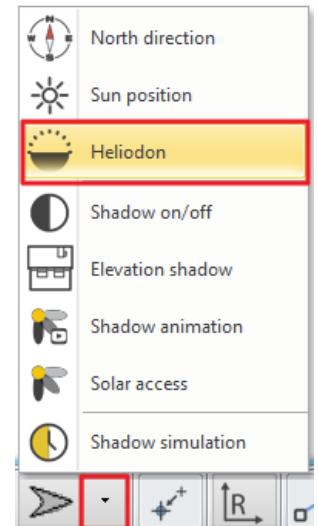 North direction
Sun position
Heliodon
Shadow on/off
Elevation shadow
Shadow animation
Solar access
Shadow simulation
R